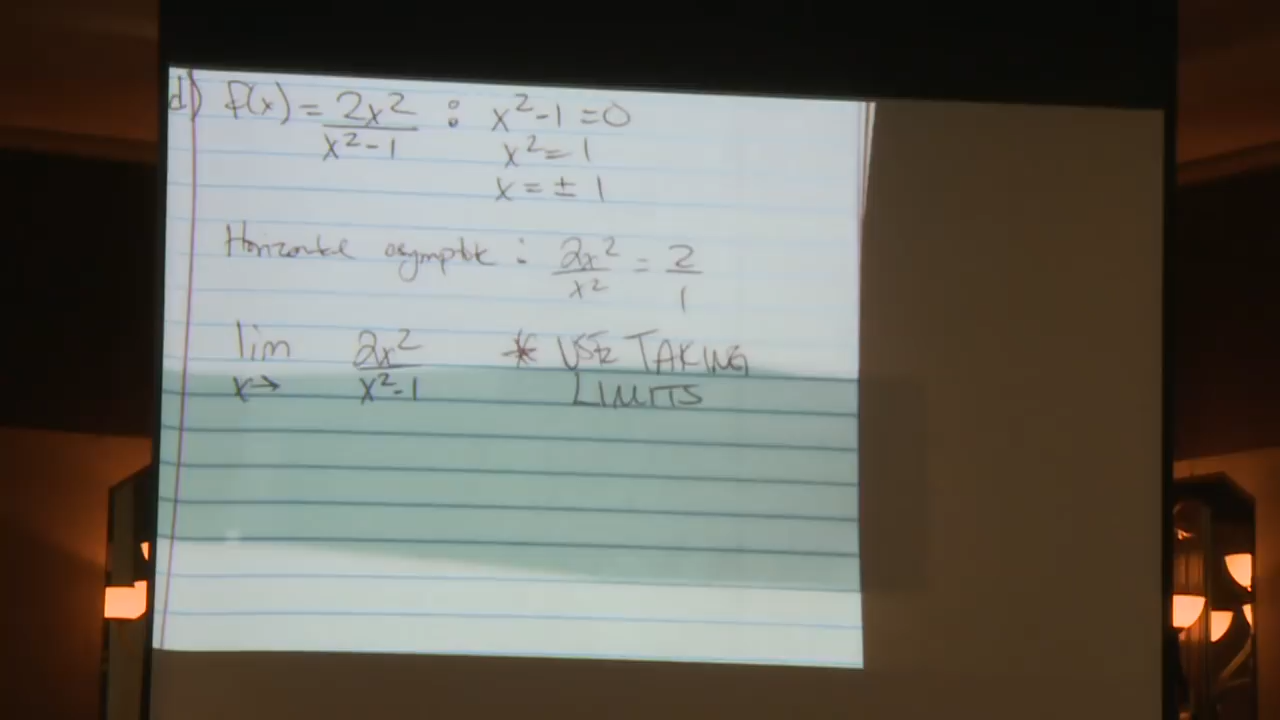 d) f(x) = 2x²/(x²-1) : x²-1=0
x²=1
x=±1
Horizontal asymptote : 2x²/x² = 2/1
lim x→ 2x²/(x²-1) * USE TAKING
LIMITS